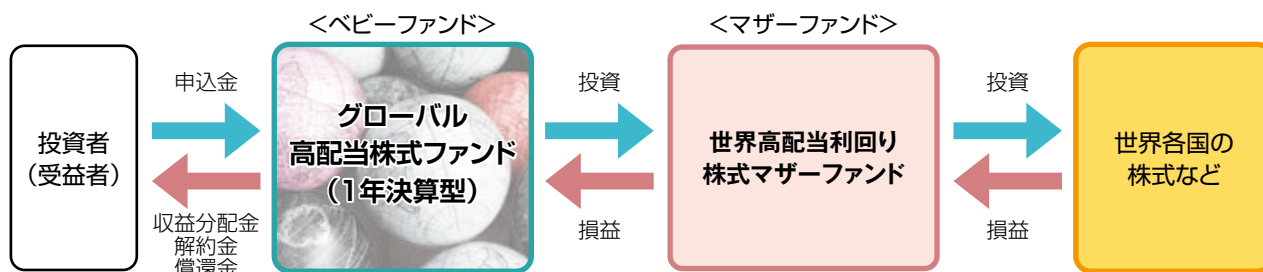 <ベビーファンド>
<マザーファンド>
投資者
(受益者)
申込金
収益分配金
解約金
償還金
グローバル
高配当株式ファンド
(1年決算型)
投資
損益
世界高配当利回り
株式マザーファンド
投資
損益
世界各国の
株式など